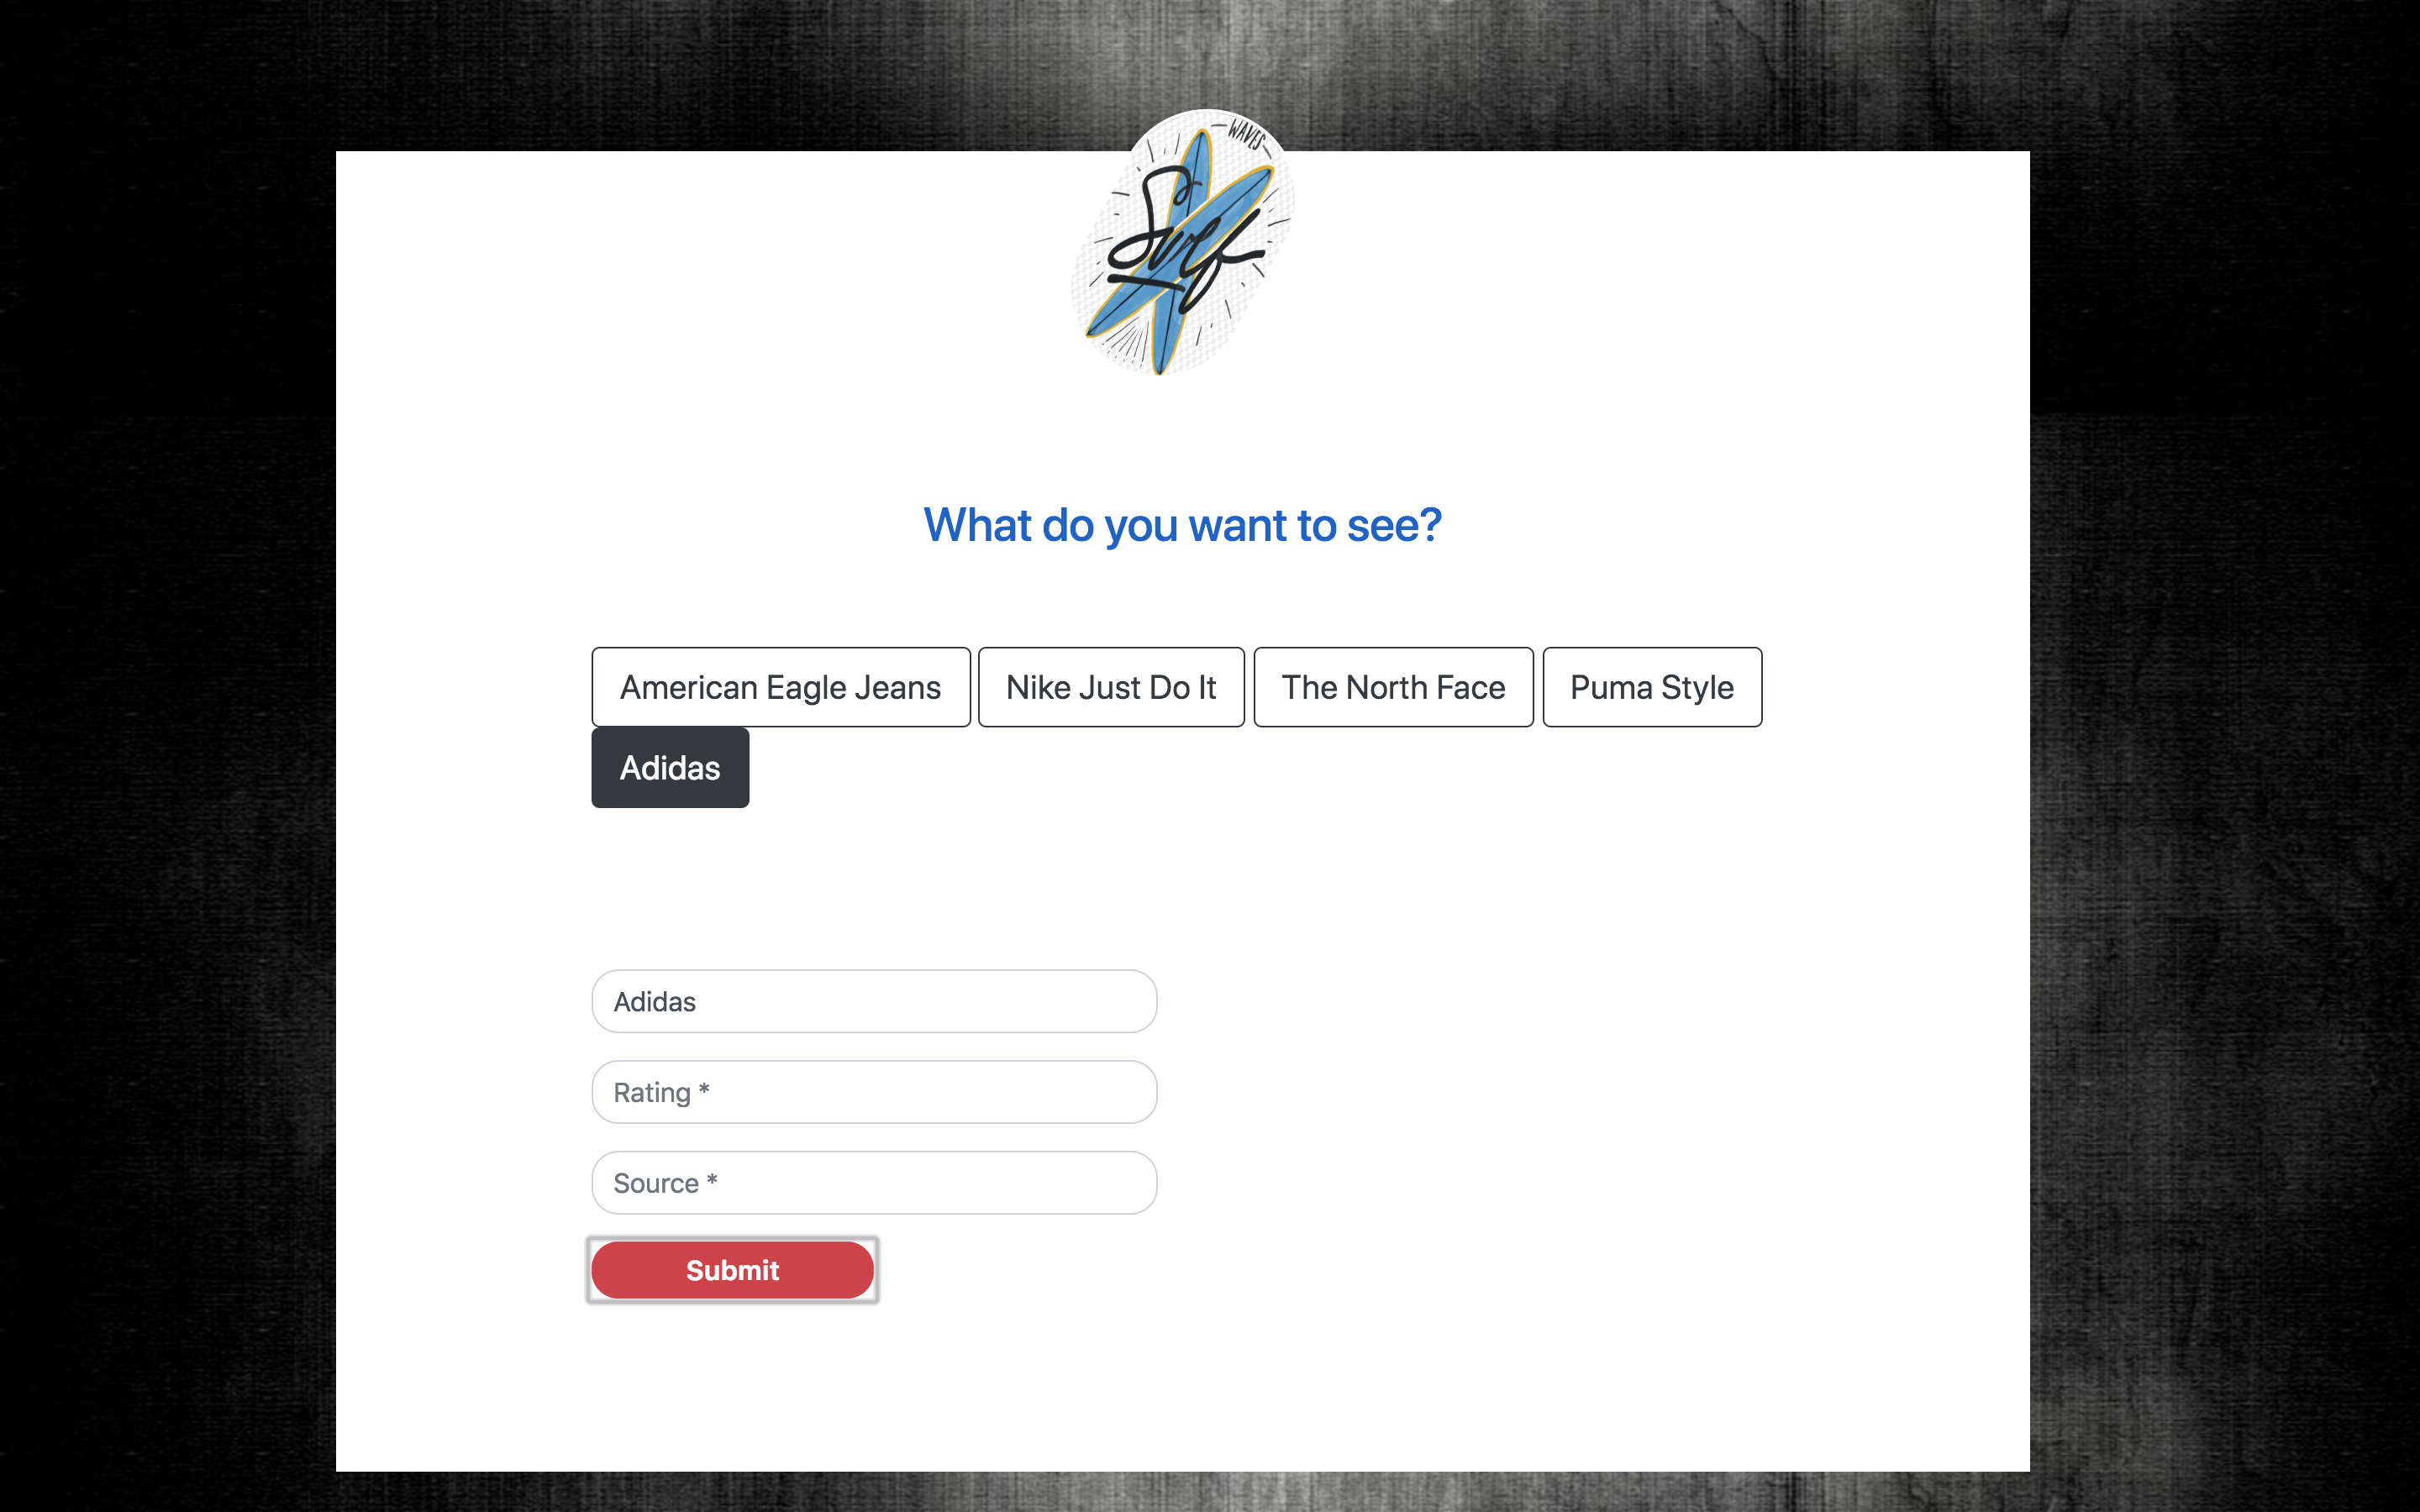 WAVES
Surf
What do you want to see?
American Eagle Jeans Nike Just Do It The North Face Puma Style
Adidas
Adidas
Rating *
Source *
Submit